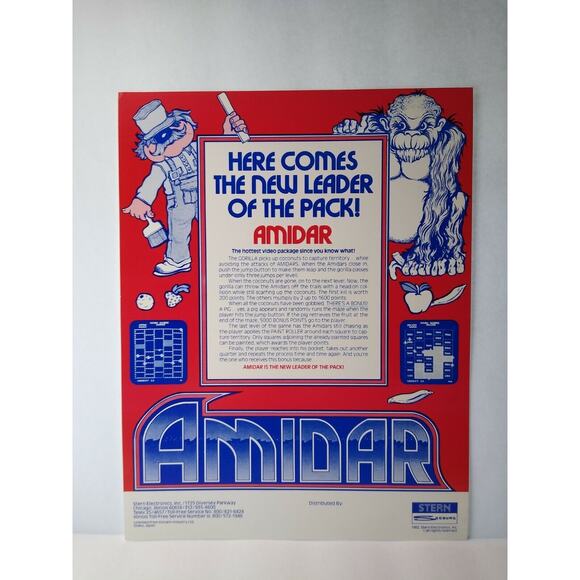 HERE COMES
THE NEW LEADER
OF THE PACK!
AMIDAR
The hottest video package since you know what!
The GORILLA picks up coconuts to capture territory . . . while
avoiding the attacks of AMIDARS. When the Amidars close in,
push the jump button to make them leap and the gorilla passes
under (only three jumps per level).
When the coconuts are gone, on to the next level. Now, the
gorilla can throw the Amidars off the trails with a head-on col-
lision while still scarfing up the coconuts. The first kill is worth
200 points. The others multiply by 2 up to 1600 points.
When all the coconuts have been gobbled, THERE'S A BONUS!
A PIG . . . yes, a pig appears and randomly runs the maze when the
player hits the jump button. If the pig retrieves the fruit at the
end of the maze, 5000 BONUS POINTS go to the player.
The last level of the game has the Amidars still chasing as
the player applies the PAINT ROLLER around each square to cap-
ture territory. Only squares adjoining the already painted squares
can be painted, which awards the player points.
Finally, the player reaches into his pocket, takes out another
quarter and repeats the process time and time again. And you're
the one who receives this bonus because . . .
AMIDAR IS THE NEW LEADER OF THE PACK!
AMIDAR
Stern Electronics, Inc. / 1725 Diversey Parkway
Chicago, Illinois 60614 / 312/935-4600
Distributed By
STERN
SEEBURG